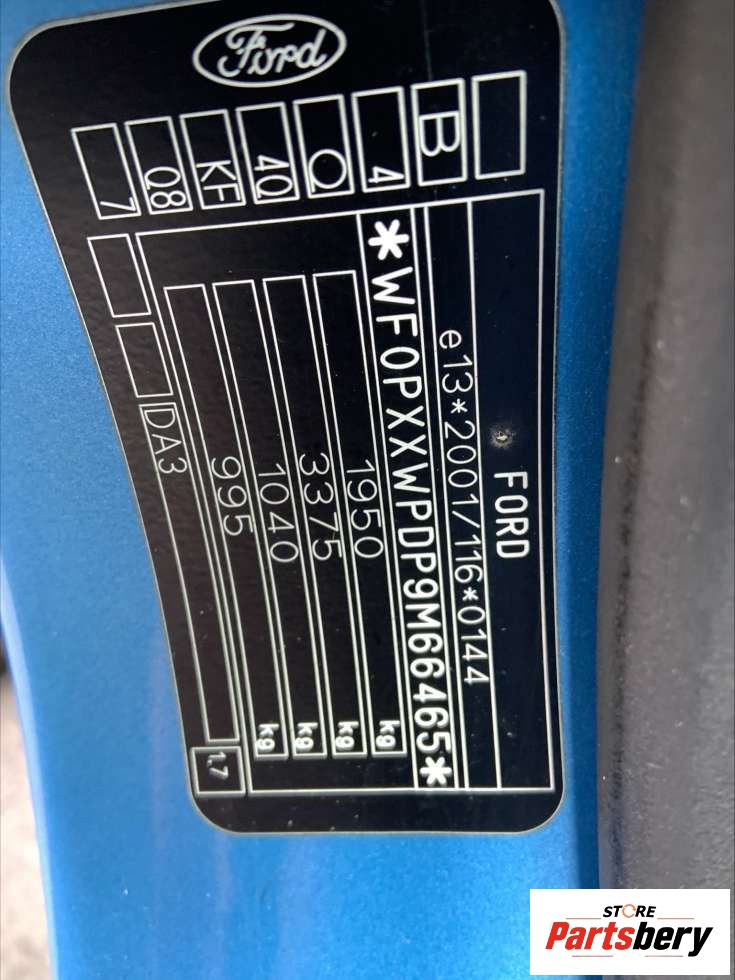 Ford
FORD
e13*2001/116*0144
*WF0PXXWPDP9M66465*
1950 kg
3375 kg
1040 kg
995 kg
DA3 1,7
B
4
Q
40
KF
Q8
7
STORE
Partsbery